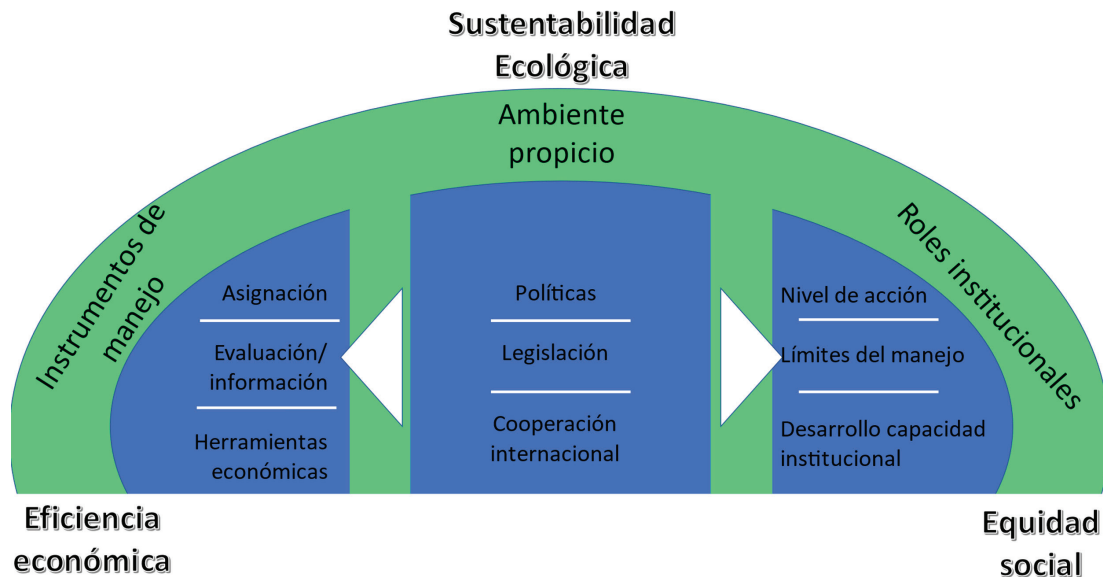 Sustentabilidad
Ecológica
Ambiente
propicio
Instrumentos de
manejo
Roles institucionales
Asignación
Evaluación/
información
Herramientas
económicas
Políticas
Legislación
Cooperación
internacional
Nivel de acción
Límites del manejo
Desarrollo capacidad
institucional
Eficiencia
económica
Equidad
social